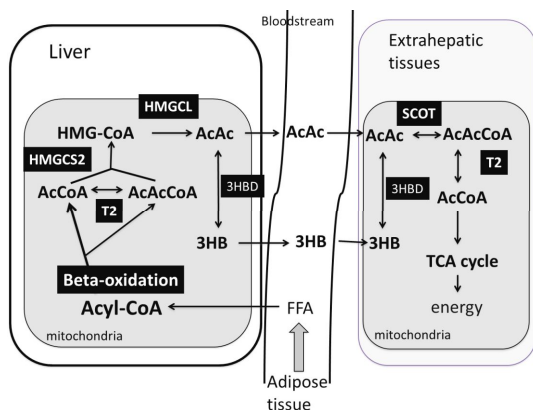 Bloodstream
Liver
Extrahepatic
tissues
HMGCL
HMG-CoA
AcAc
AcAc
AcAc
SCOT
AcAcCoA
HMGCS2
3HBD
3HBD
T2
AcCoA
AcAcCoA
T2
AcCoA
3HB
3HB
3HB
TCA cycle
Beta-oxidation
Acyl-CoA
FFA
energy
mitochondria
mitochondria
Adipose
tissue